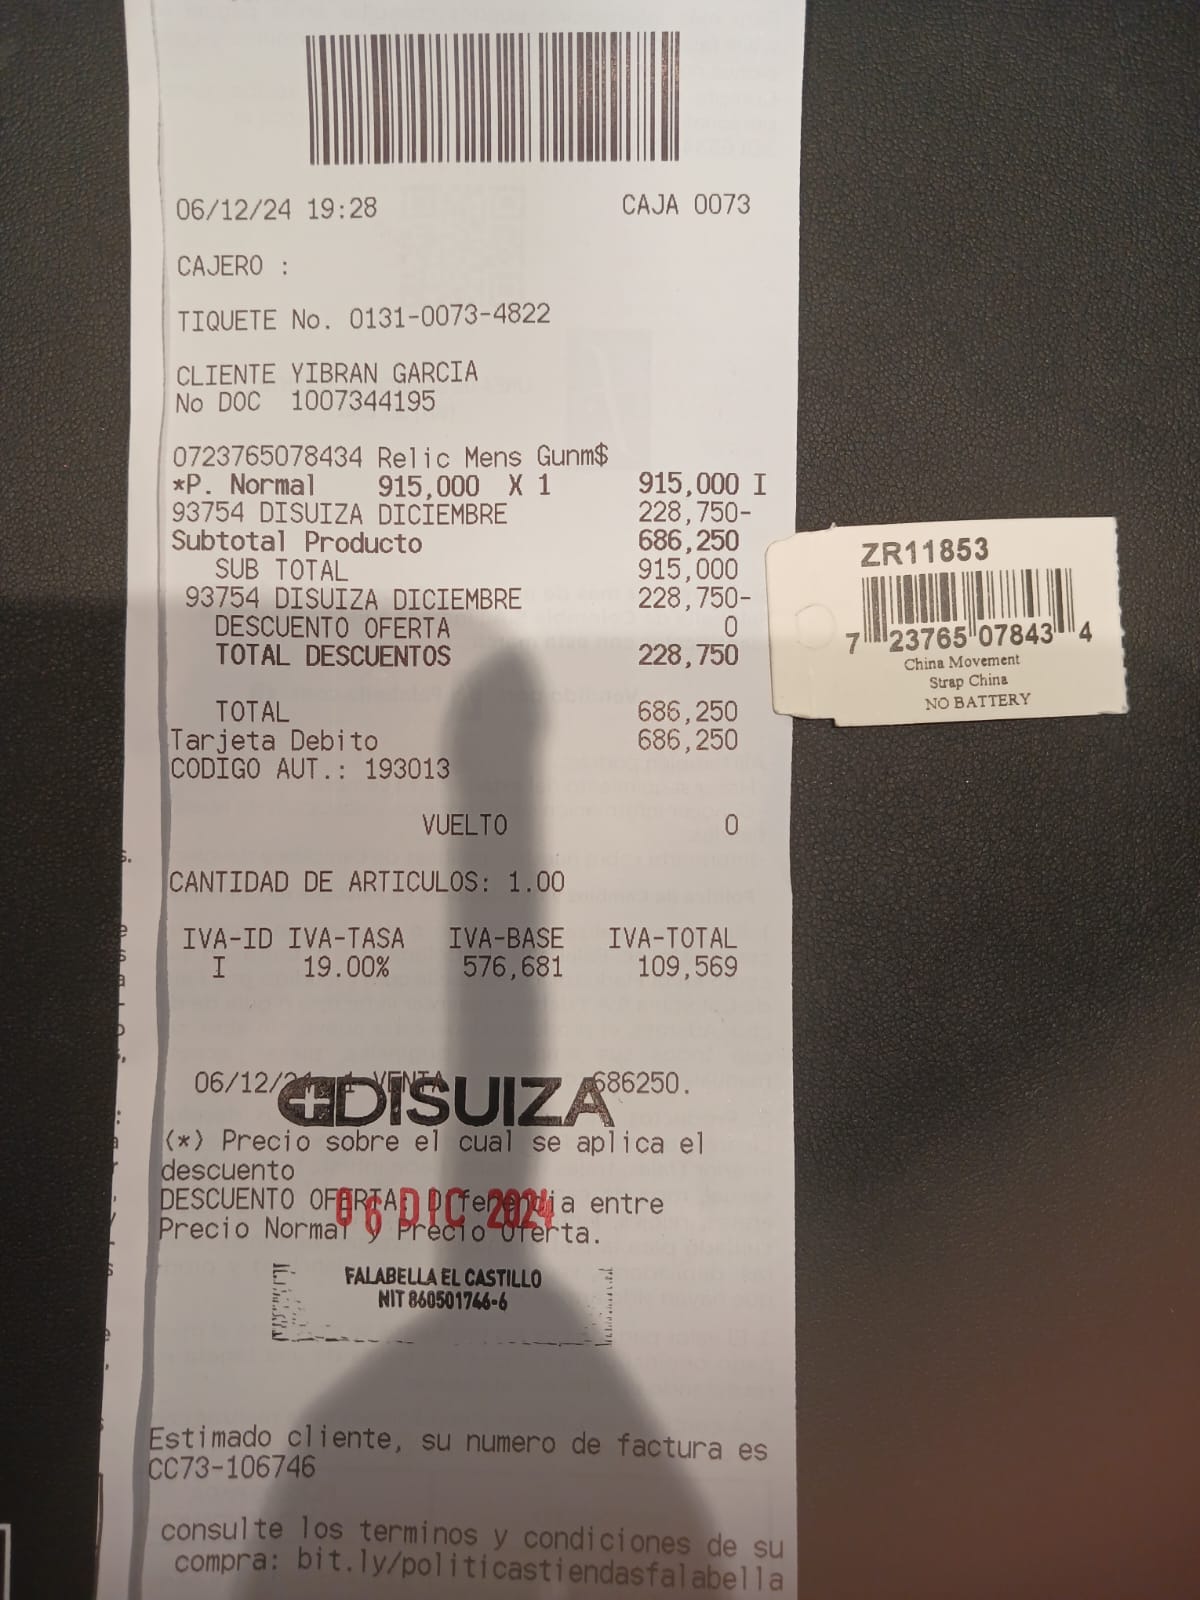 06/12/24 19:28 CAJA 0073
CAJERO :
TIQUETE No. 0131-0073-4822
CLIENTE YIBRAN GARCIA
No DOC 1007344195
0723765078434 Relic Mens Gunm$
*P. Normal 915,000 X 1 915,000 I
93754 DISUIZA DICIEMBRE 228,750-
Subtotal Producto 686,250
SUB TOTAL 915,000
93754 DISUIZA DICIEMBRE 228,750-
DESCUENTO OFERTA 0
TOTAL DESCUENTOS 228,750
TOTAL 686,250
Tarjeta Debito 686,250
CODIGO AUT.: 193013
VUELTO 0
CANTIDAD DE ARTICULOS: 1.00
IVA-ID IVA-TASA IVA-BASE IVA-TOTAL
I 19.00% 576,681 109,569
06/12/24 1 VENTA 686250.
DISUIZA
(*) Precio sobre el cual se aplica el
descuento
DESCUENTO OFERTA: Diferencia entre
Precio Normal y Precio Oferta.
06 DIC 2024
FALABELLA EL CASTILLO
NIT 860501746-6
Estimado cliente, su numero de factura es
CC73-106746
consulte los terminos y condiciones de su
compra: bit.ly/politicastiendasfalabella
ZR11853
7 23765 07843 4
China Movement
Strap China
NO BATTERY